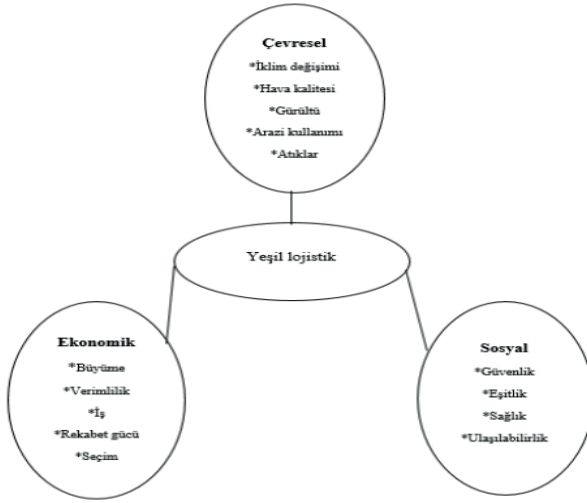 Çevresel
*İklim değişimi
*Hava kalitesi
*Gürültü
*Arazi kullanımı
*Atıklar
Yeşil lojistik
Ekonomik
*Büyüme
*Verimlilik
*İş
*Rekabet gücü
*Seçim
Sosyal
*Güvenlik
*Eşitlik
*Sağlık
*Ulaşılabilirlik